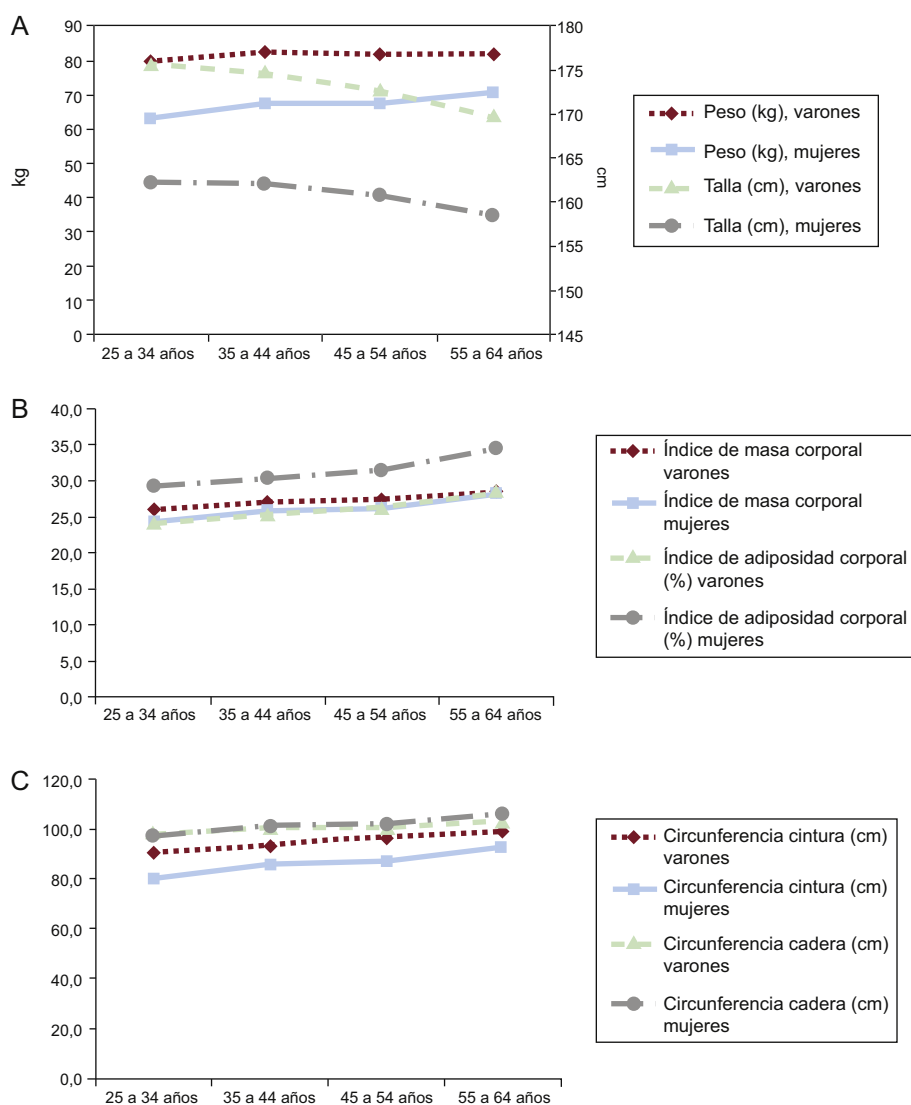 A
90
80
70
60
50
40
30
20
10
0
kg
180
175
170
165
160
155
150
145
cm
25 a 34 años
35 a 44 años
45 a 54 años
55 a 64 años
Peso (kg), varones
Peso (kg), mujeres
Talla (cm), varones
Talla (cm), mujeres
B
40,0
35,0
30,0
25,0
20,0
15,0
10,0
5,0
0,0
25 a 34 años
35 a 44 años
45 a 54 años
55 a 64 años
Índice de masa corporal
varones
Índice de masa corporal
mujeres
Índice de adiposidad corporal
(%) varones
Índice de adiposidad corporal
(%) mujeres
C
120,0
100,0
80,0
60,0
40,0
20,0
0,0
25 a 34 años
35 a 44 años
45 a 54 años
55 a 64 años
Circunferencia cintura (cm)
varones
Circunferencia cintura (cm)
mujeres
Circunferencia cadera (cm)
varones
Circunferencia cadera (cm)
mujeres